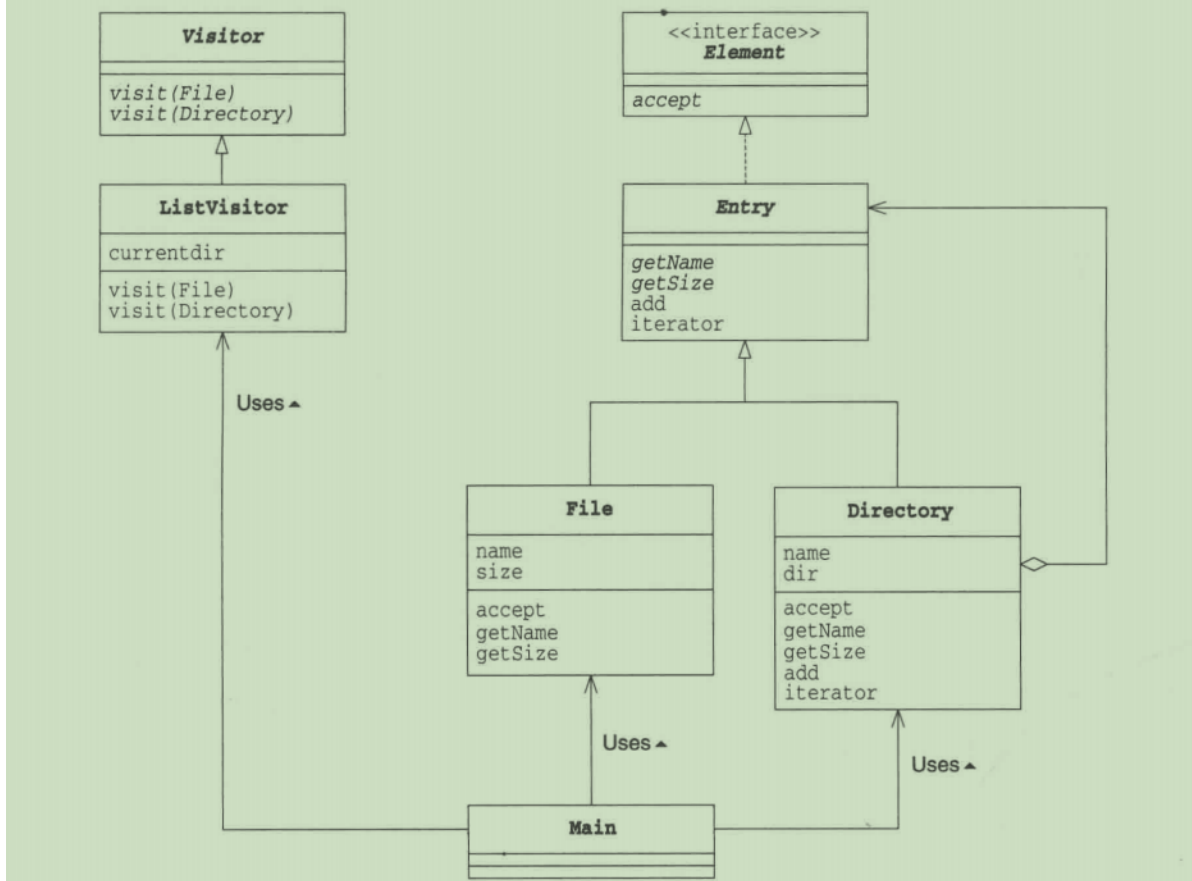 Visitor
visit(File)
visit(Directory)
ListVisitor
currentdir
visit(File)
visit(Directory)
Uses
<<interface>>
Element
accept
Entry
getName
getSize
add
iterator
File
name
size
accept
getName
getSize
Uses
Directory
name
dir
accept
getName
getSize
add
iterator
Uses
Main